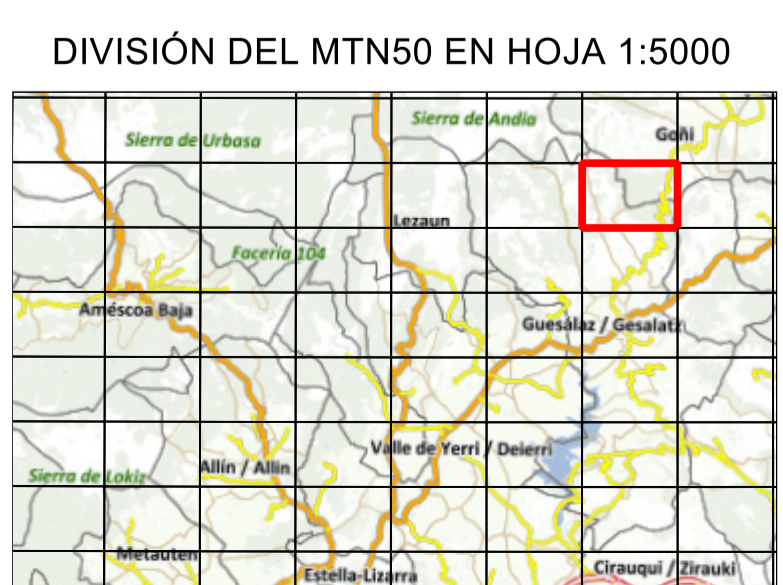 DIVISIÓN DEL MTN50 EN HOJA 1:5000
Sierra de Andia
Goñi
Sierra de Urbasa
Lezaun
Facería 104
Améscoa Baja
Guesálaz / Gesalatz
Valle de Yerri / Deierri
Allín / Allin
Sierra de Lokiz
Metauten
Estella-Lizarra
Cirauqui / Zirauki